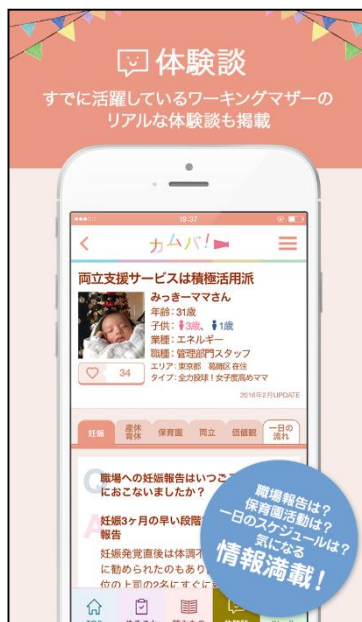 体験談
すでに活躍しているワーキングマザーの
リアルな体験談も掲載
19:37
カムバ!
両立支援サービスは積極活用派
みっきーママさん
年齢:31歳
子供:3歳、1歳
業種:エネルギー
職種:管理部門スタッフ
エリア:東京都 葛飾区 在住
タイプ:全力投球!女子度高めママ
34
2016年2月UPDATE
妊娠
産休
育休
保育園
両立
価値観
一日の
流れ
Q
職場への妊娠報告はいつご
におこないましたか?
A
妊娠3ヶ月の早い段階
報告
妊娠発覚直後は体調不
に勧められたのもあり
位の上司の2名にすぐに
職場報告は?
保育園活動は?
一日のスケジュールは?
気になる
情報満載!